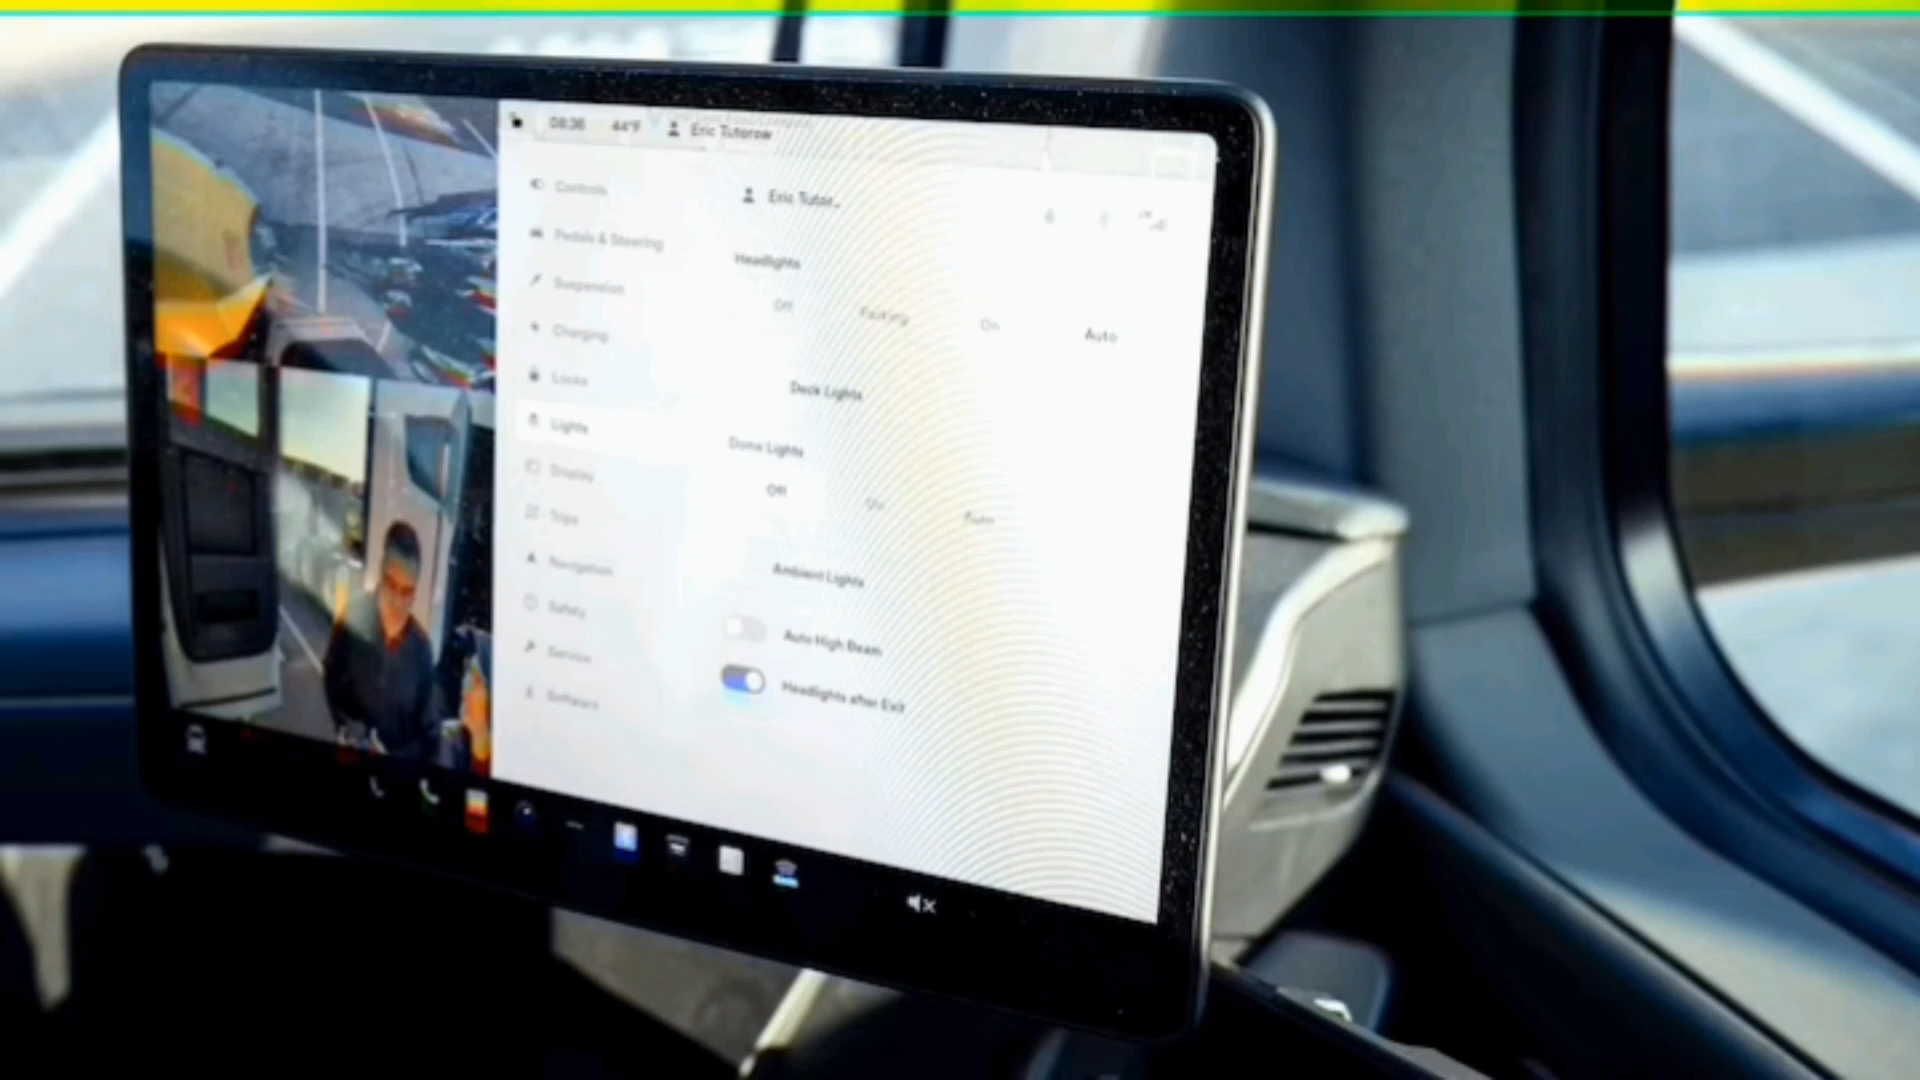 08:36 44°F Eric Tutorow
Eric Tutor...
Controls
Pedals & Steering
Suspension
Charging
Locks
Lights
Display
Trips
Navigation
Safety
Service
Software
Headlights
Off Parking On Auto
Deck Lights
Dome Lights
Off On Auto
Ambient Lights
Auto High Beam
Headlights after Exit